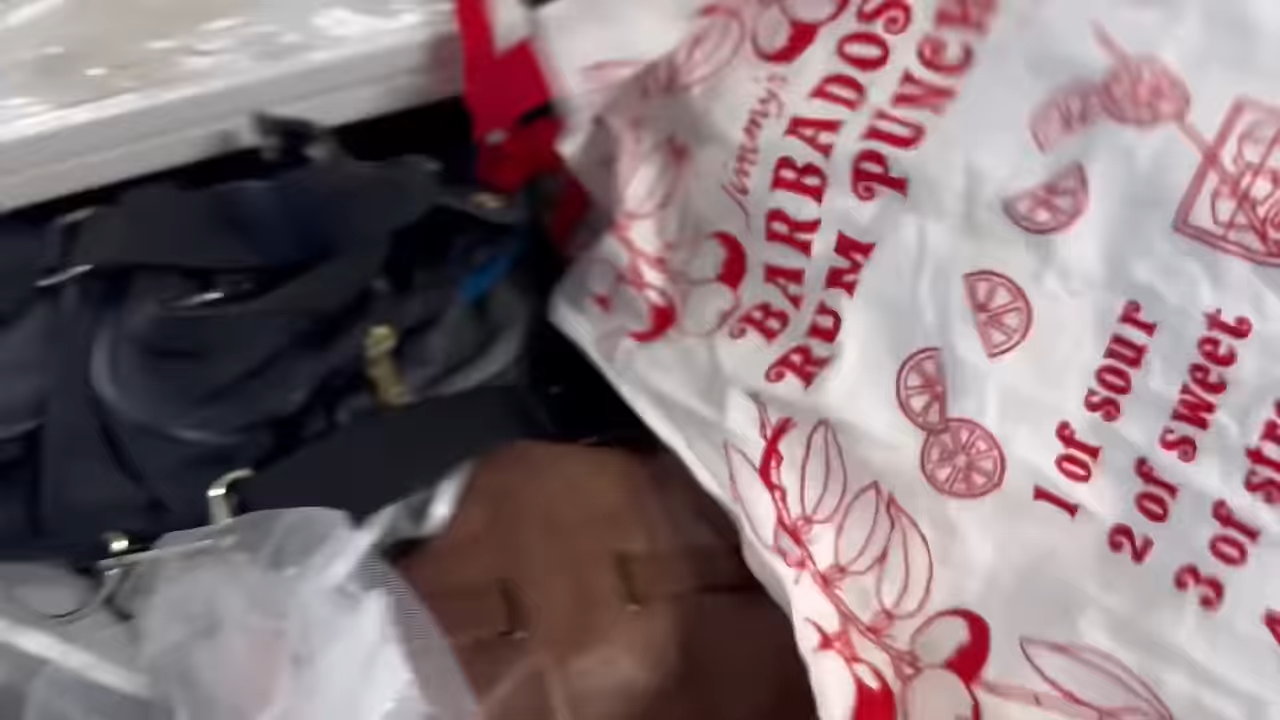 Jimmy's
BARBADOS
RUM PUNCH
1 of sour
2 of sweet
3 of